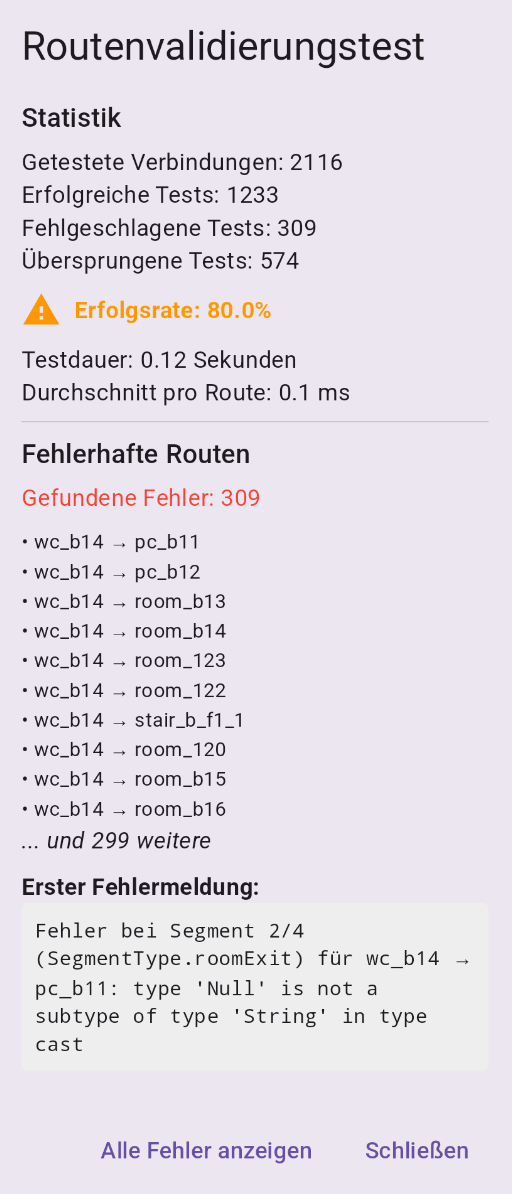 Routenvalidierungstest
Statistik
Getestete Verbindungen: 2116
Erfolgreiche Tests: 1233
Fehlgeschlagene Tests: 309
Übersprungene Tests: 574
Erfolgsrate: 80.0%
Testdauer: 0.12 Sekunden
Durchschnitt pro Route: 0.1 ms
Fehlerhafte Routen
Gefundene Fehler: 309
• wc_b14 → pc_b11
• wc_b14 → pc_b12
• wc_b14 → room_b13
• wc_b14 → room_b14
• wc_b14 → room_123
• wc_b14 → room_122
• wc_b14 → stair_b_f1_1
• wc_b14 → room_120
• wc_b14 → room_b15
• wc_b14 → room_b16
... und 299 weitere
Erster Fehlermeldung:
Fehler bei Segment 2/4
(SegmentType.roomExit) für wc_b14 →
pc_b11: type 'Null' is not a
subtype of type 'String' in type
cast
Alle Fehler anzeigen Schließen